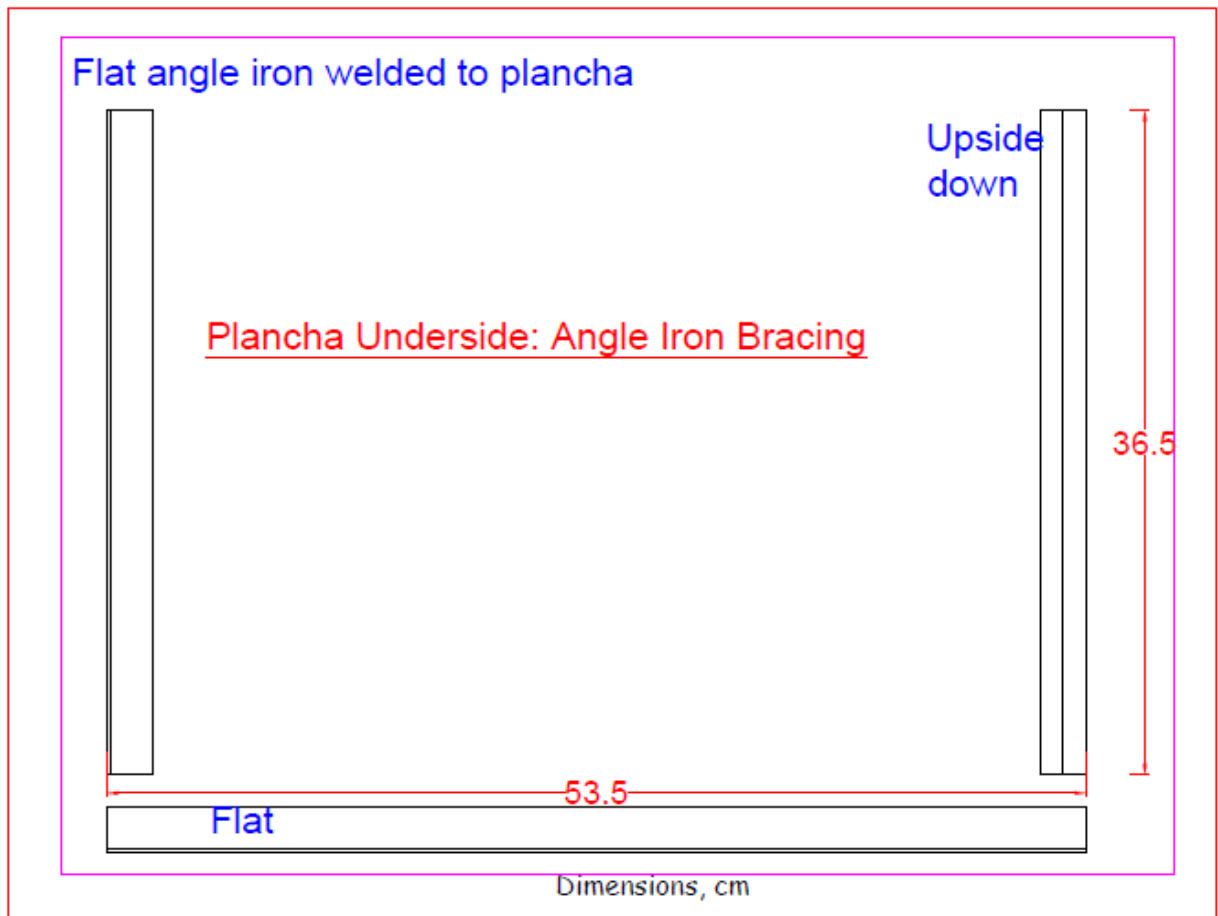 Flat angle iron welded to plancha
Upside
down
Plancha Underside: Angle Iron Bracing
36.5
53.5
Flat
Dimensions, cm